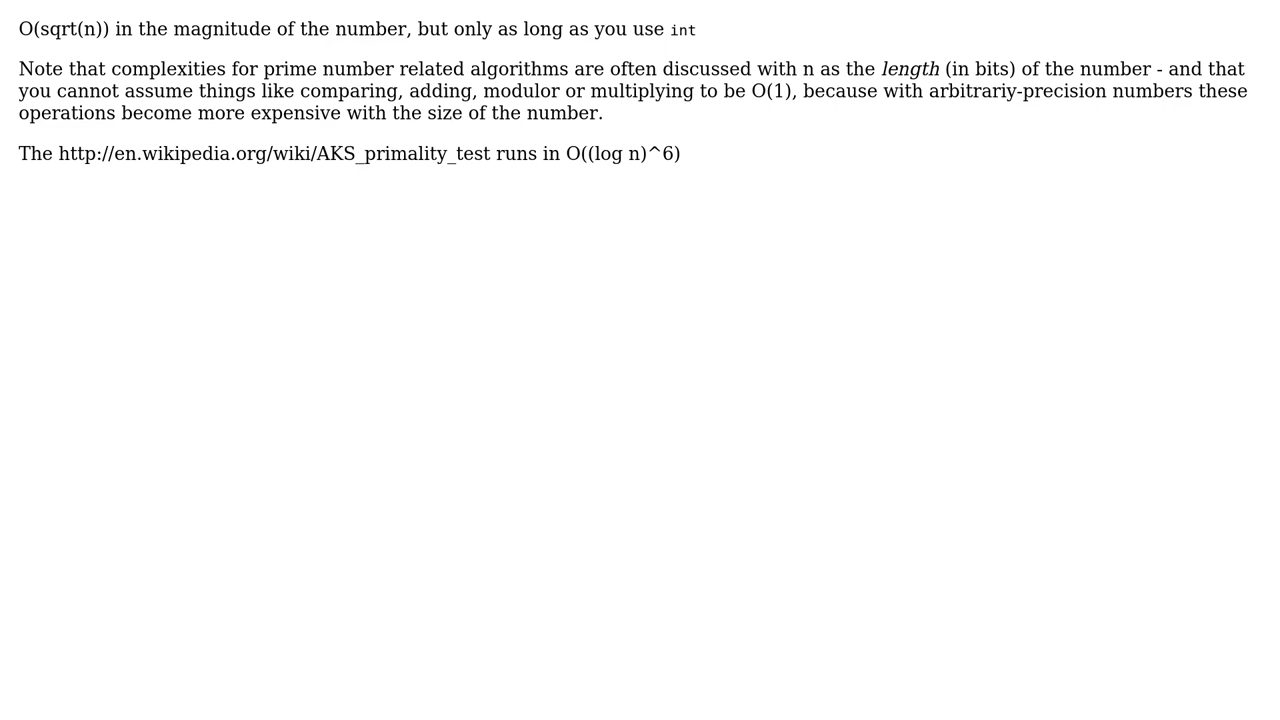 O(sqrt(n)) in the magnitude of the number, but only as long as you use int
Note that complexities for prime number related algorithms are often discussed with n as the length (in bits) of the number - and that
you cannot assume things like comparing, adding, modulor or multiplying to be O(1), because with arbitrariy-precision numbers these
operations become more expensive with the size of the number.
The http://en.wikipedia.org/wiki/AKS_primality_test runs in O((log n)^6)